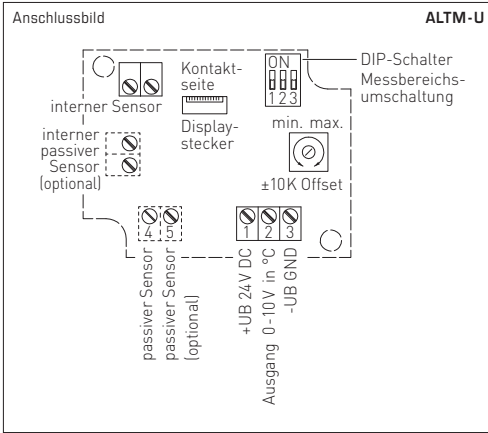 Anschlussbild
ALTM-U
ON
1 2 3
DIP-Schalter
Messbereichs-
umschaltung
Kontakt-
seite
Display-
stecker
interner Sensor
interner
passiver
Sensor
(optional)
min. max.
±10K Offset
4
5
1
2
3
passiver Sensor
passiver Sensor
(optional)
+UB 24V DC
Ausgang 0-10V in °C
-UB GND